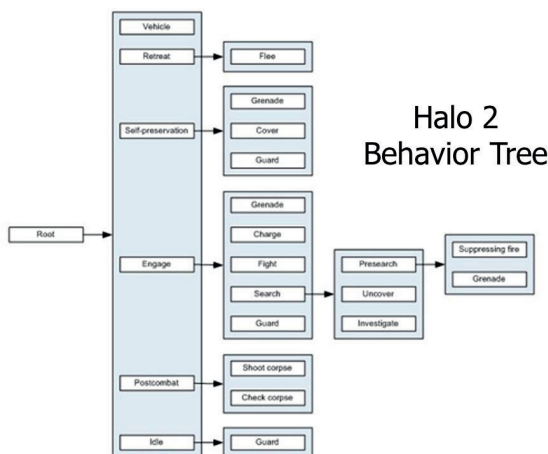 Halo 2
Behavior Tree
Root
Vehicle
Retreat
Self-preservation
Engage
Postcombat
Idle
Flee
Grenade
Cover
Guard
Grenade
Charge
Fight
Search
Guard
Shoot corpse
Check corpse
Guard
Presearch
Uncover
Investigate
Suppressing fire
Grenade